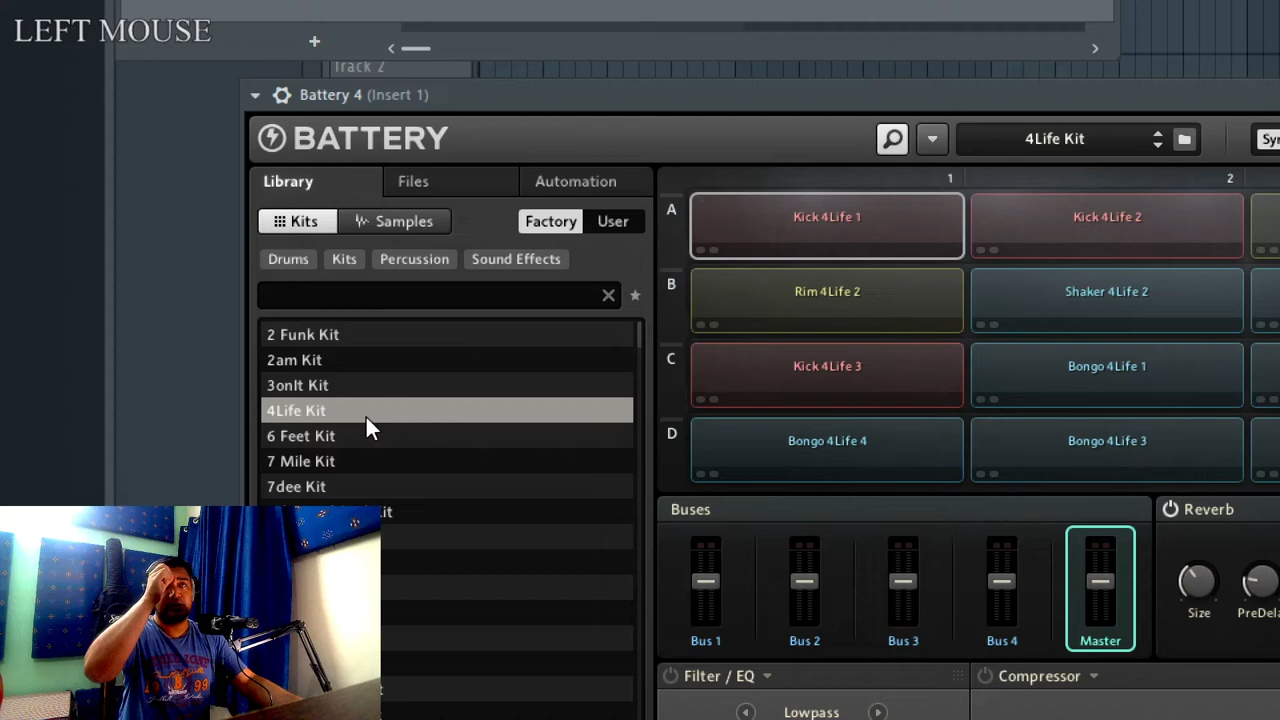 LEFT MOUSE
Track 2
Battery 4 (Insert 1)
BATTERY
4Life Kit
Library Files Automation
1 2
Kits Samples Factory User
A Kick 4Life 1 Kick 4Life 2
Drums Kits Percussion Sound Effects
B Rim 4Life 2 Shaker 4Life 2
2 Funk Kit
2am Kit
3onIt Kit
4Life Kit
6 Feet Kit
7 Mile Kit
7dee Kit
C Kick 4Life 3 Bongo 4Life 1
D Bongo 4Life 4 Bongo 4Life 3
Buses Reverb
Size
Bus 1 Bus 2 Bus 3 Bus 4 Master
Filter / EQ Compressor
Lowpass